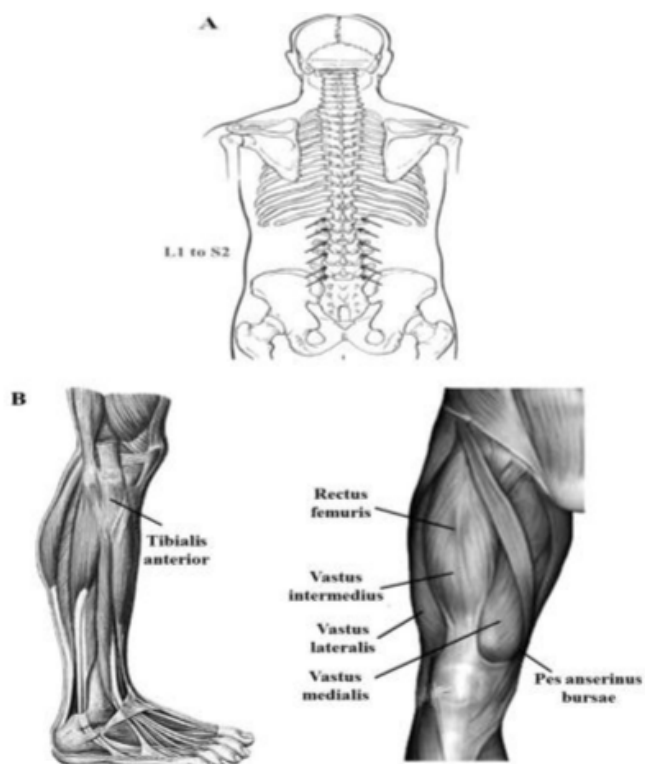 A
L1 to S2
B
Tibialis
anterior
Rectus
femuris
Vastus
intermedius
Vastus
lateralis
Vastus
medialis
Pes anserinus
bursae